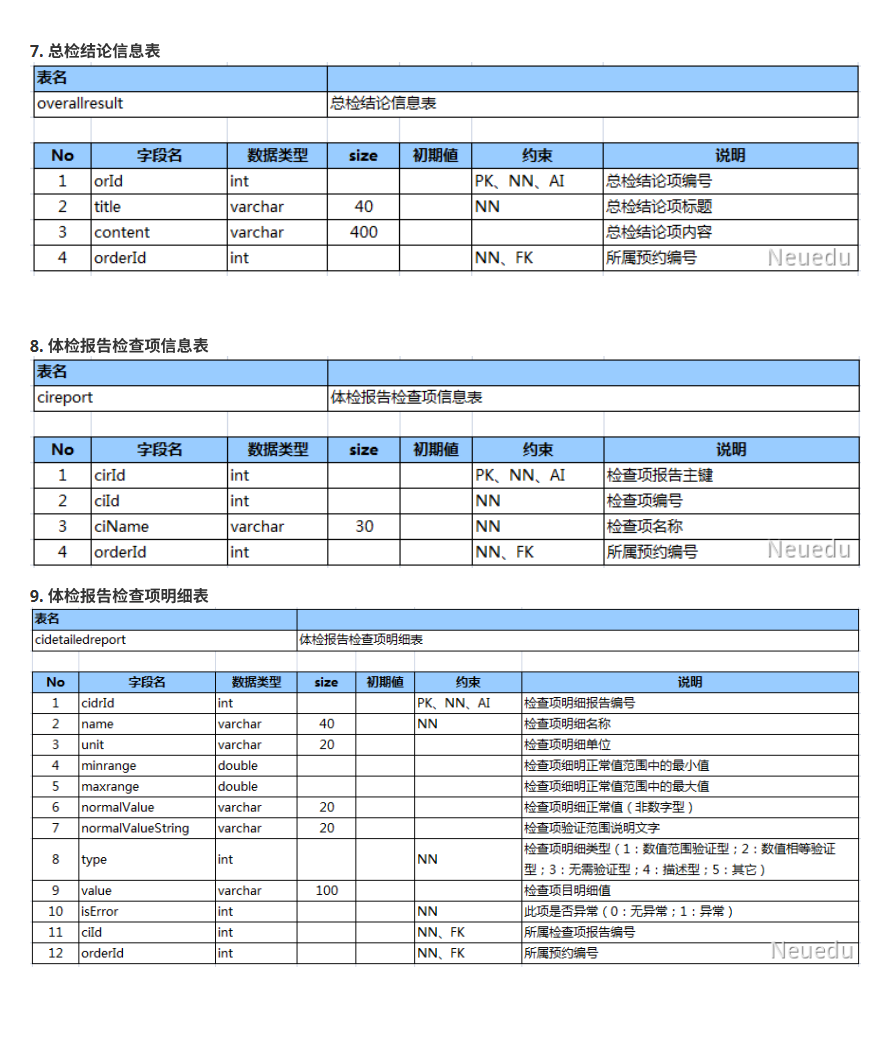 7. 总检结论信息表
表名
overallresult 总检结论信息表
No 字段名 数据类型 size 初期値 约束 说明
1 orId int PK、NN、AI 总检结论项编号
2 title varchar 40 NN 总检结论项标题
3 content varchar 400 总检结论项内容
4 orderId int NN、FK 所属预约编号
Neuedu
8. 体检报告检查项信息表
表名
cireport 体检报告检查项信息表
No 字段名 数据类型 size 初期値 约束 说明
1 cirId int PK、NN、AI 检查项报告主键
2 ciId int NN 检查项编号
3 ciName varchar 30 NN 检查项名称
4 orderId int NN、FK 所属预约编号
Neuedu
9. 体检报告检查项明细表
表名
cidetailedreport 体检报告检查项明细表
No 字段名 数据类型 size 初期値 约束 说明
1 cidrId int PK、NN、AI 检查项明细报告编号
2 name varchar 40 NN 检查项明细名称
3 unit varchar 20 检查项明细单位
4 minrange double 检查项细明正常值范围中的最小值
5 maxrange double 检查项细明正常值范围中的最大值
6 normalValue varchar 20 检查项明细正常值（非数字型）
7 normalValueString varchar 20 检查项验证范围说明文字
8 type int NN 检查项明细类型（1：数值范围验证型；2：数值相等验证
型；3：无需验证型；4：描述型；5：其它）
9 value varchar 100 检查项目明细值
10 isError int NN 此项是否异常（0：无异常；1：异常）
11 ciId int NN、FK 所属检查项报告编号
12 orderId int NN、FK 所属预约编号
Neuedu